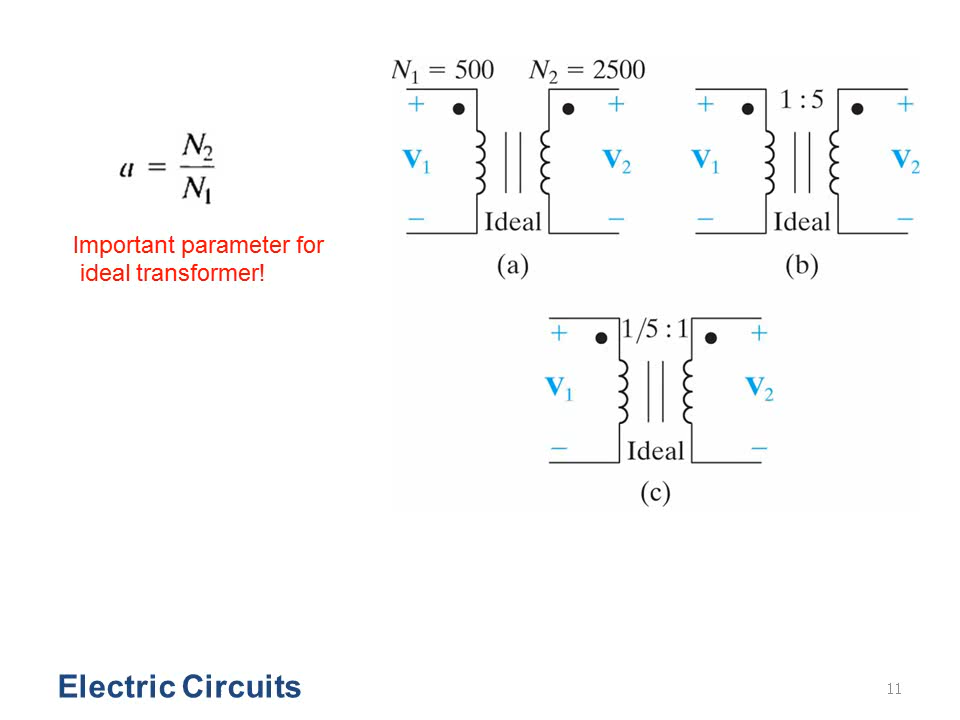 N₁ = 500 N₂ = 2500
+ + + 1 : 5 +
a = N₂ / N₁
V₁ V₂ V₁ V₂
− Ideal − − Ideal −
Important parameter for
ideal transformer!
(a) (b)
+ 1/5 : 1 +
V₁ V₂
− Ideal −
(c)
Electric Circuits
11